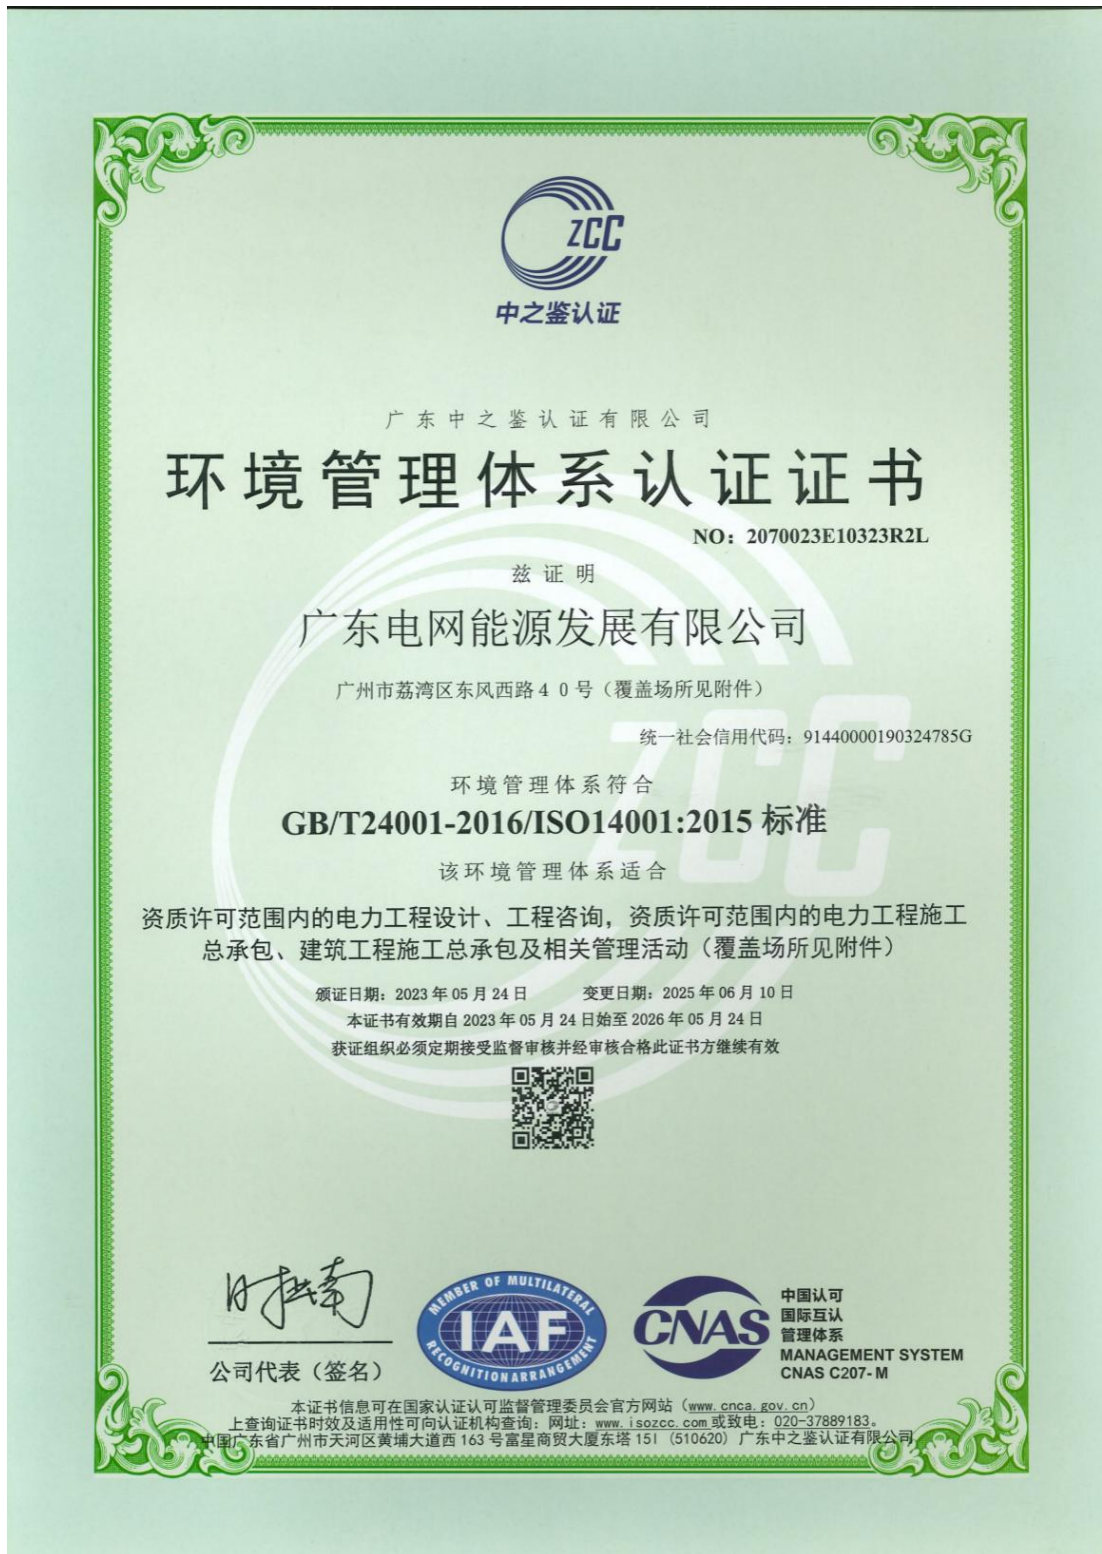 ZCC
中之鉴认证
广东中之鉴认证有限公司
环境管理体系认证证书
NO：2070023E10323R2L
兹证明
广东电网能源发展有限公司
广州市荔湾区东风西路４０号（覆盖场所见附件）
统一社会信用代码：91440000190324785G
环境管理体系符合
GB/T24001-2016/ISO14001:2015 标准
该环境管理体系适合
资质许可范围内的电力工程设计、工程咨询，资质许可范围内的电力工程施工
总承包、建筑工程施工总承包及相关管理活动（覆盖场所见附件）
颁证日期：2023 年 05 月 24 日 变更日期：2025 年 06 月 10 日
本证书有效期自 2023 年 05 月 24 日始至 2026 年 05 月 24 日
获证组织必须定期接受监督审核并经审核合格此证书方继续有效
公司代表（签名）
MEMBER OF MULTILATERAL
IAF
RECOGNITION ARRANGEMENT
CNAS
中国认可
国际互认
管理体系
MANAGEMENT SYSTEM
CNAS C207-M
本证书信息可在国家认证认可监督管理委员会官方网站（www.cnca.gov.cn）
上查询证书时效及适用性可向认证机构查询：网址：www.isozcc.com 或致电：020-37889183。
中国广东省广州市天河区黄埔大道西 163 号富星商贸大厦东塔 15I （510620）广东中之鉴认证有限公司